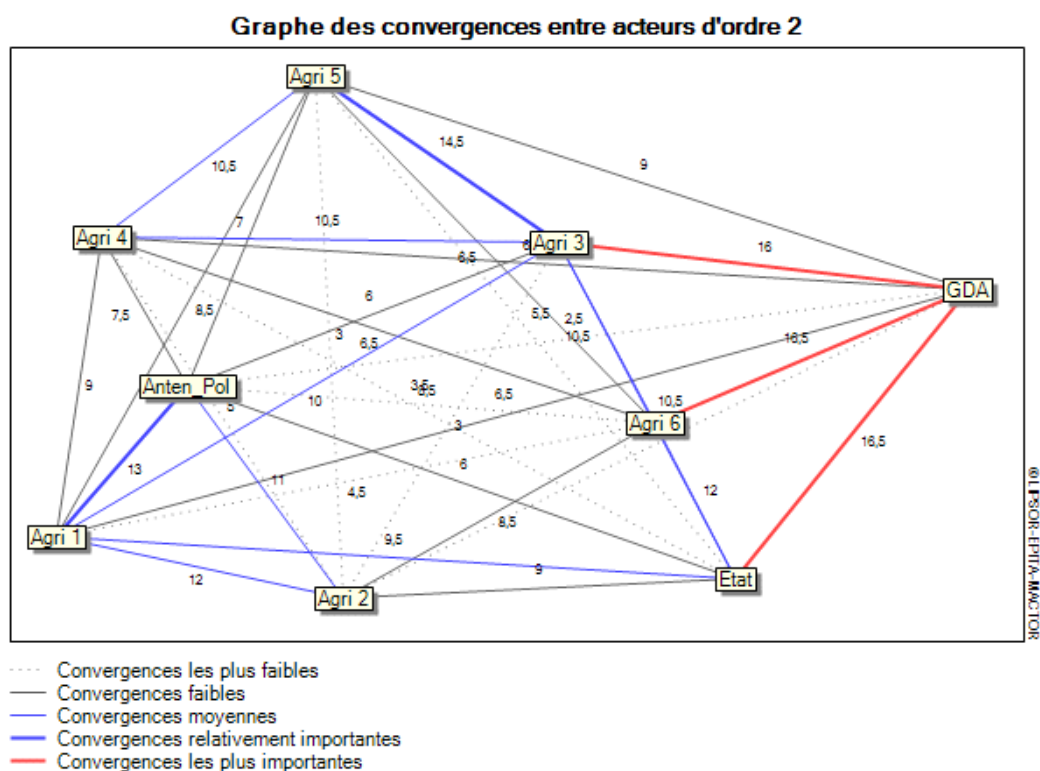 Graphe des convergences entre acteurs d'ordre 2
Agri 5
14,5
9
10,5
7
10,5
Agri 4
Agri 3
6
16
6,5
GDA
8,5
6
7,5
5,5
2,5
3
10,5
16,5
6,5
9
Anten_Pol
3,5
6,5
10,5
5
10
3
Agri 6
16,5
13
11
6
4,5
12
8,5
Agri 1
9,5
12
9
Agri 2
Etat
©LIPSOR-EPITA-MACTOR
Convergences les plus faibles
Convergences faibles
Convergences moyennes
Convergences relativement importantes
Convergences les plus importantes